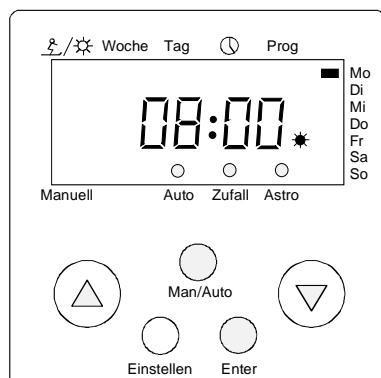 / Woche Tag Prog
Mo
Di
Mi
Do
Fr
Sa
So
08:00
Manuell Auto Zufall Astro
Man/Auto
Einstellen Enter